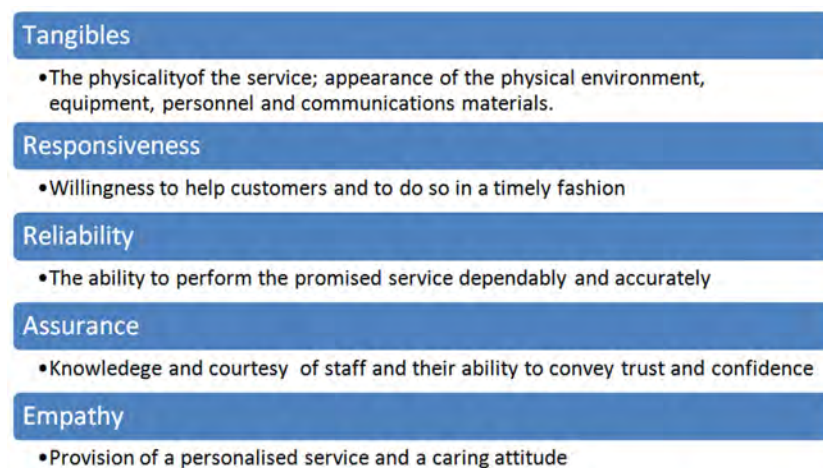 Tangibles
•The physicalityof the service; appearance of the physical environment,
equipment, personnel and communications materials.
Responsiveness
•Willingness to help customers and to do so in a timely fashion
Reliability
•The ability to perform the promised service dependably and accurately
Assurance
•Knowledege and courtesy of staff and their ability to convey trust and confidence
Empathy
•Provision of a personalised service and a caring attitude